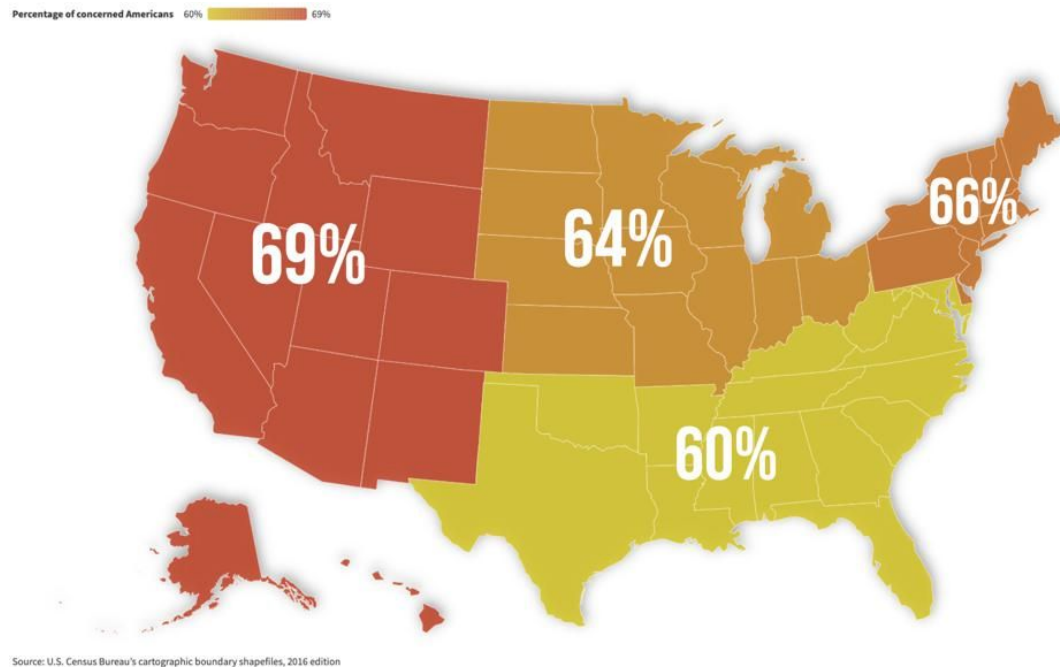 Percentage of concerned Americans 60% 69%
66%
69%
64%
60%
Source: U.S. Census Bureau's cartographic boundary shapefiles, 2016 edition